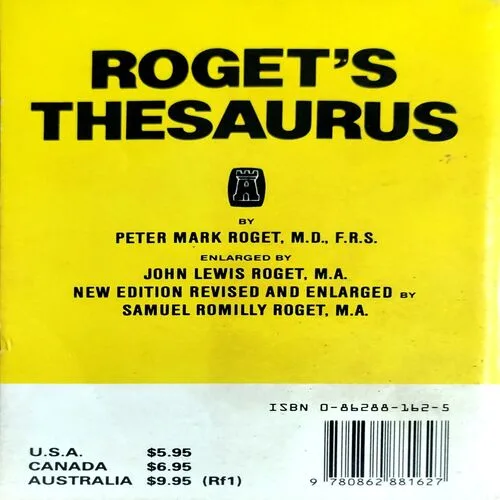 ROGET'S
THESAURUS
BY
PETER MARK ROGET, M.D., F.R.S.
ENLARGED BY
JOHN LEWIS ROGET, M.A.
NEW EDITION REVISED AND ENLARGED BY
SAMUEL ROMILLY ROGET, M.A.
ISBN 0-86288-162-5
U.S.A. $5.95
CANADA $6.95
AUSTRALIA $9.95 (Rf1)
9 780862 881627